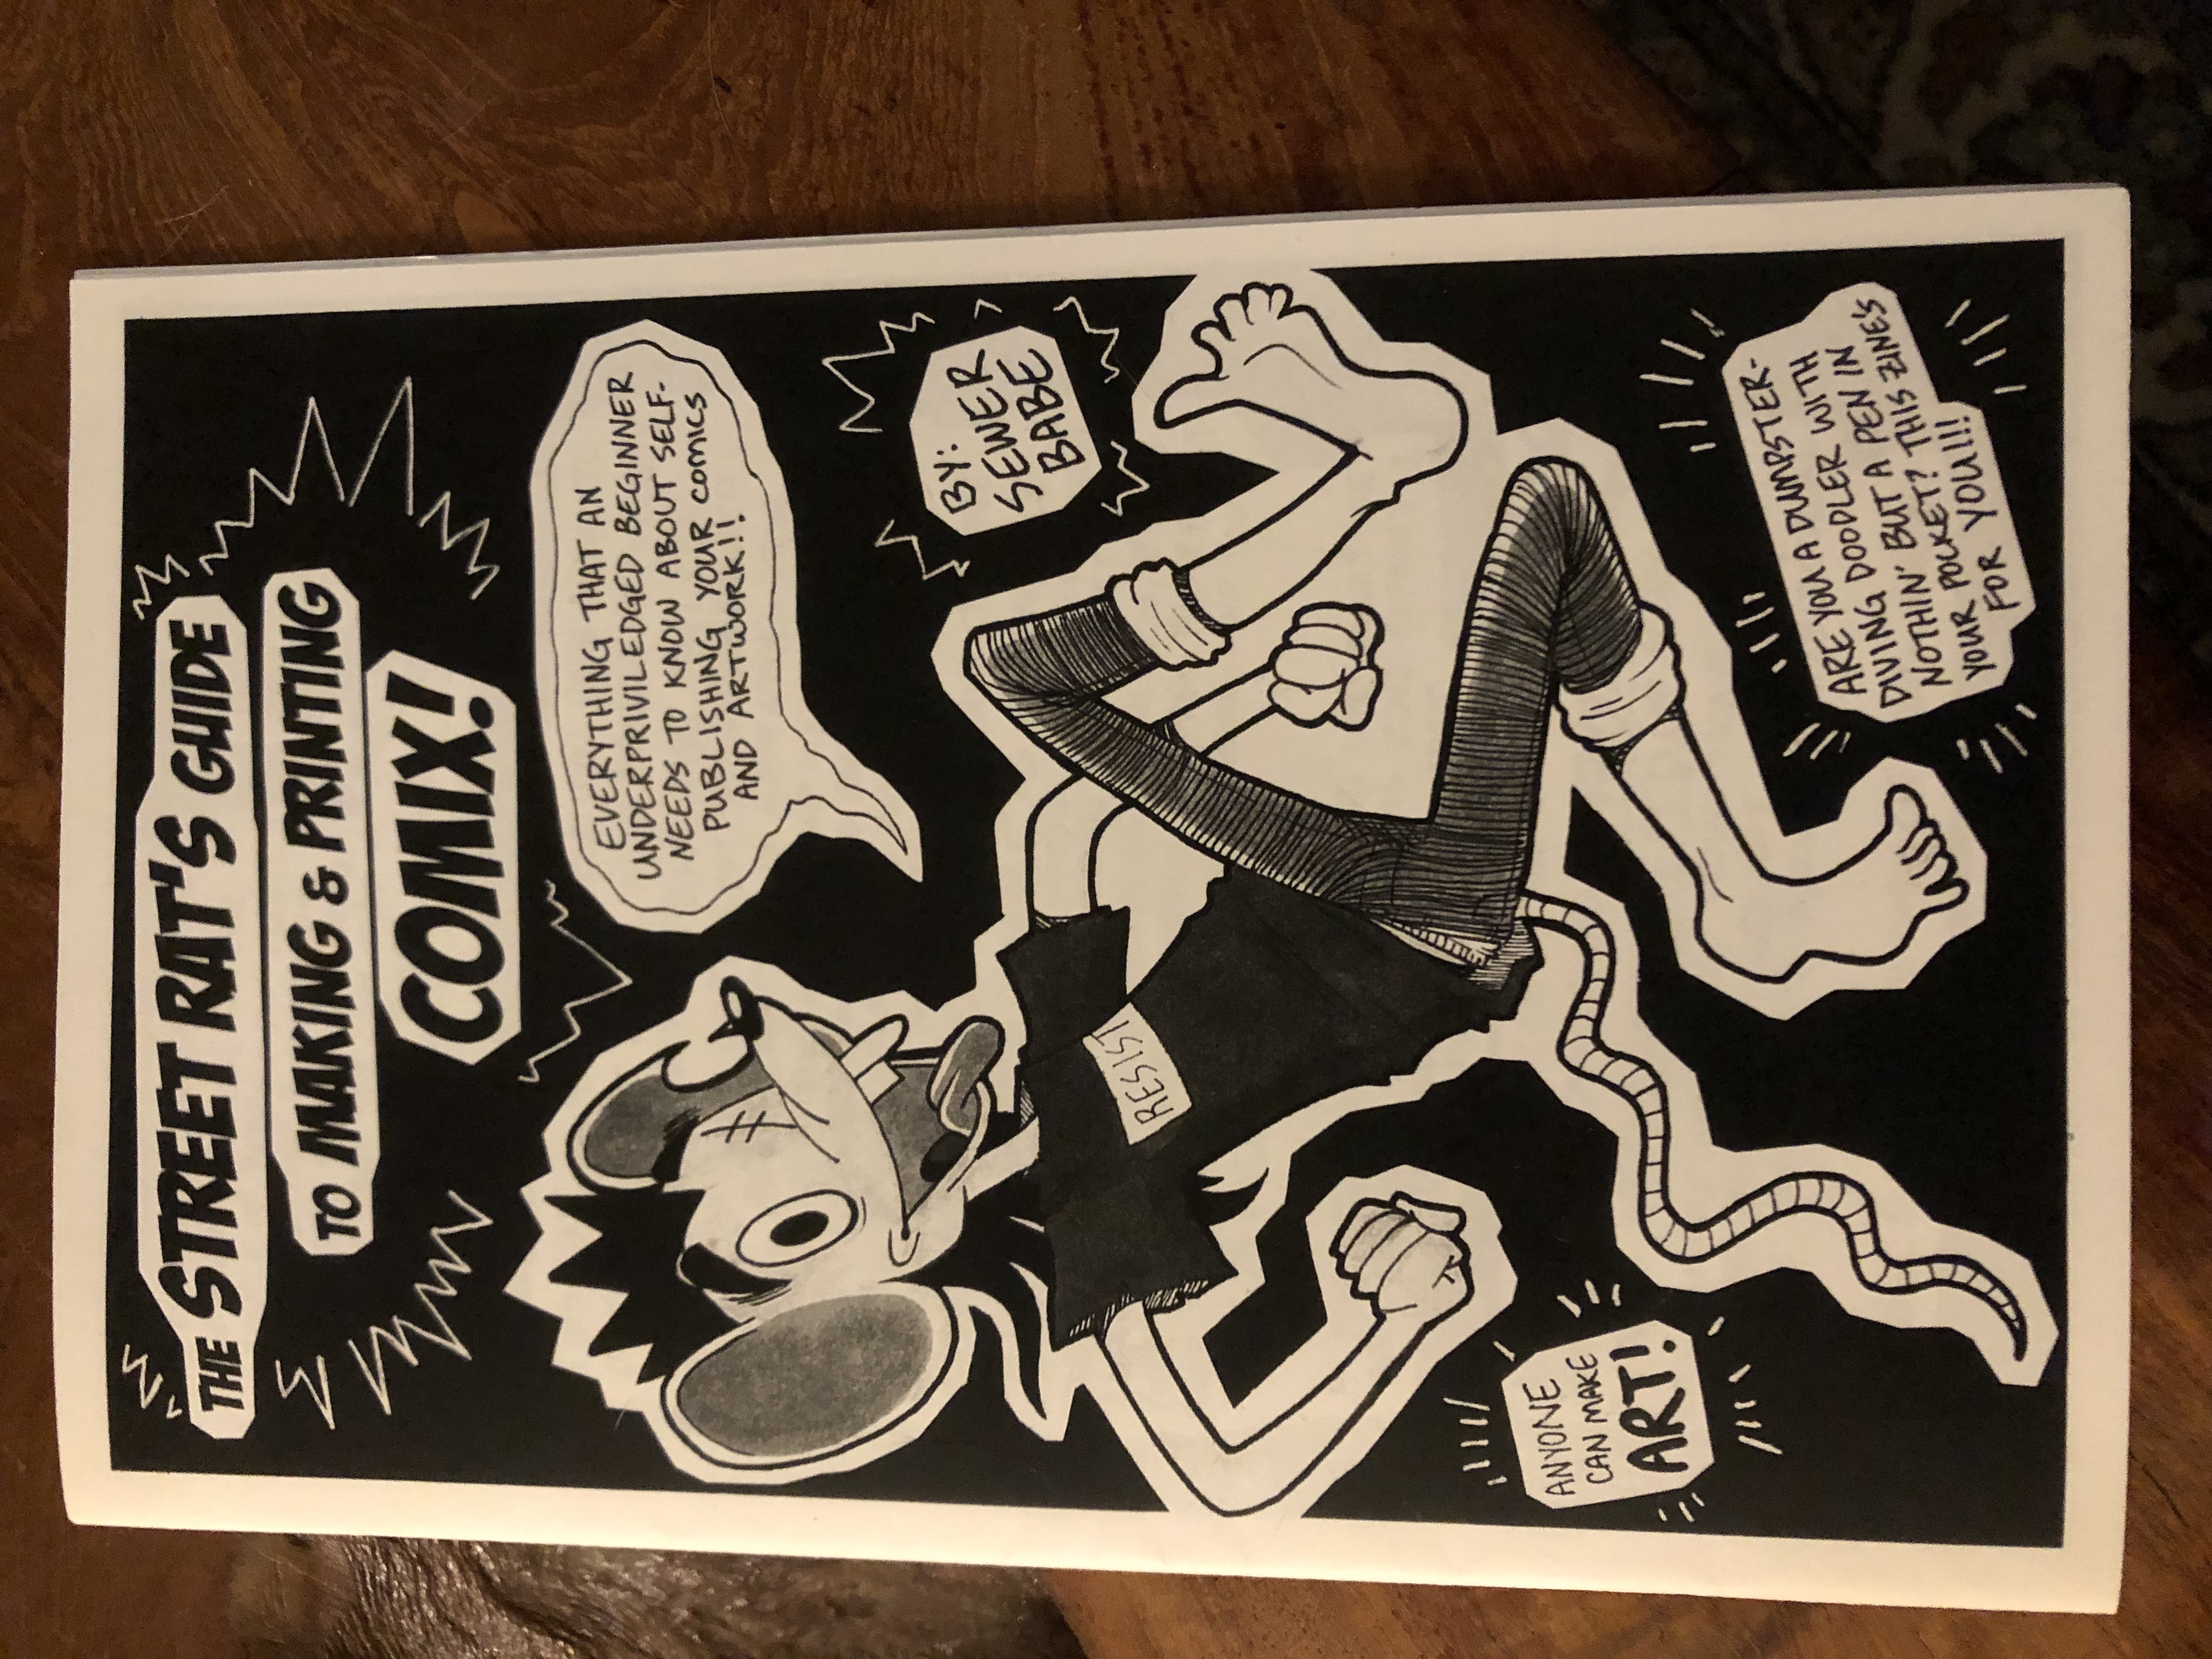 THE STREET RAT'S GUIDE
TO MAKING & PRINTING
COMIX!
EVERYTHING THAT AN
UNDERPRIVILEDGED BEGINNER
NEEDS TO KNOW ABOUT SELF-
PUBLISHING YOUR comics
AND ARTWORK!!
BY:
SEWER
BABE
RESIST
ANYONE
CAN MAKE
ART!
ARE YOU A DUMPSTER-
DIVING DOODLER WITH
NOTHIN' BUT A PEN IN
YOUR POCKET? THIS ZINE'S
FOR YOU!!!